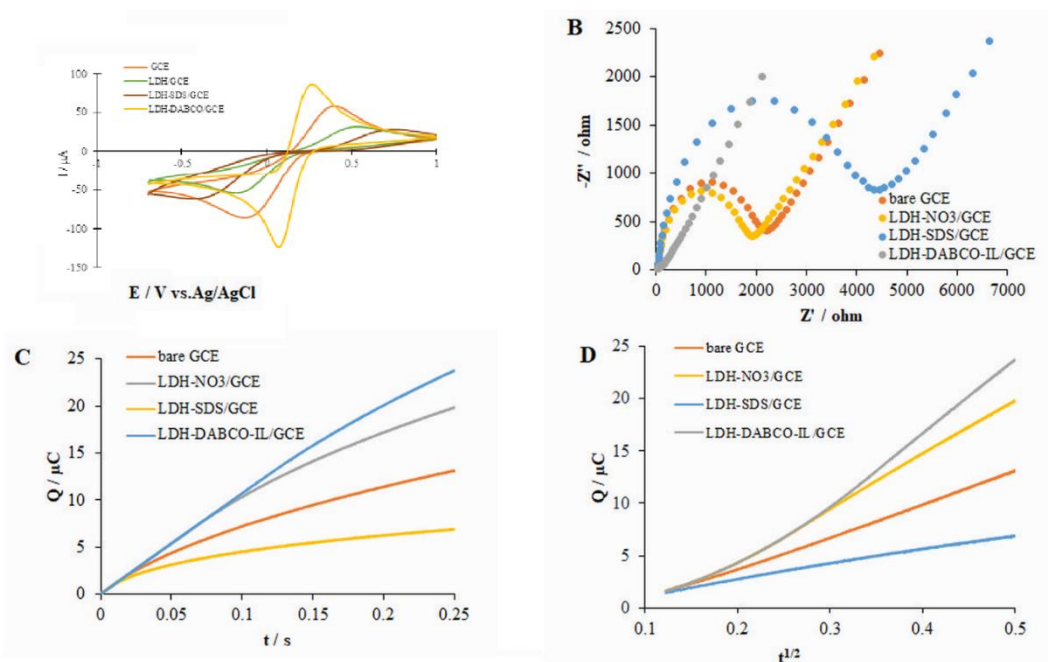 GCE
LDH/GCE
LDH-SDS/GCE
LDH-DABCO/GCE
100
50
0
-50
-100
-150
-1
-0.5
0
0.5
1
I / µA
E / V vs.Ag/AgCl
B
2500
2000
1500
1000
500
0
-Z'' / ohm
bare GCE
LDH-NO3/GCE
LDH-SDS/GCE
LDH-DABCO-IL/GCE
0 1000 2000 3000 4000 5000 6000 7000
Z' / ohm
C
25
20
15
10
5
0
Q / µC
bare GCE
LDH-NO3/GCE
LDH-SDS/GCE
LDH-DABCO-IL/GCE
0 0.05 0.1 0.15 0.2 0.25
t / s
D
25
20
15
10
5
0
Q / µC
bare GCE
LDH-NO3/GCE
LDH-SDS/GCE
LDH-DABCO-IL/GCE
0.1 0.2 0.3 0.4 0.5
t^1/2